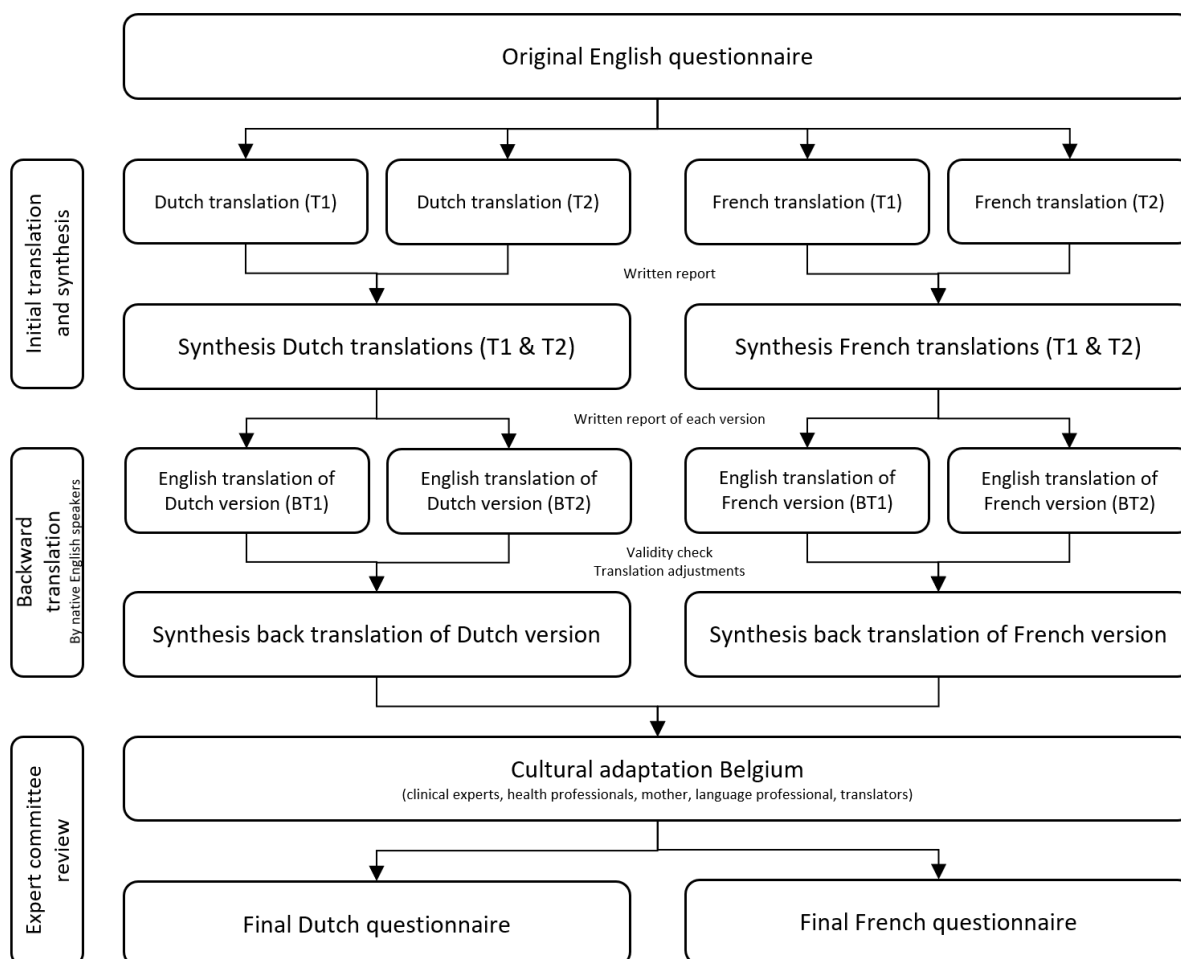 Original English questionnaire
Initial translation
and synthesis
Dutch translation (T1)
Dutch translation (T2)
French translation (T1)
French translation (T2)
Written report
Synthesis Dutch translations (T1 & T2)
Synthesis French translations (T1 & T2)
Written report of each version
Backward
translation
By native English speakers
English translation of
Dutch version (BT1)
English translation of
Dutch version (BT2)
English translation of
French version (BT1)
English translation of
French version (BT2)
Validity check
Translation adjustments
Synthesis back translation of Dutch version
Synthesis back translation of French version
Expert committee
review
Cultural adaptation Belgium
(clinical experts, health professionals, mother, language professional, translators)
Final Dutch questionnaire
Final French questionnaire